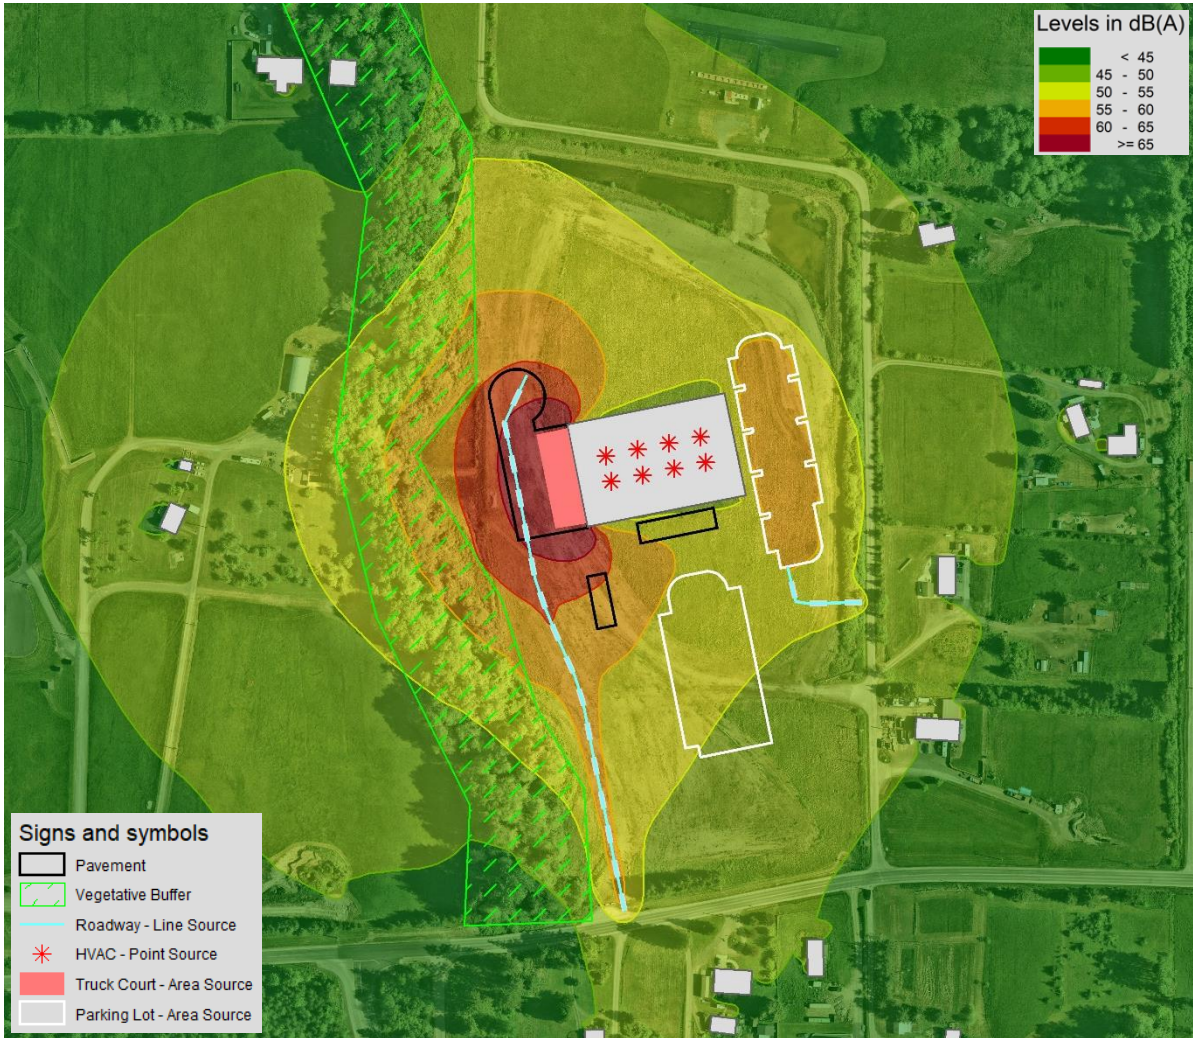 Levels in dB(A)
< 45
45 - 50
50 - 55
55 - 60
60 - 65
>= 65
Signs and symbols
Pavement
Vegetative Buffer
Roadway - Line Source
HVAC - Point Source
Truck Court - Area Source
Parking Lot - Area Source